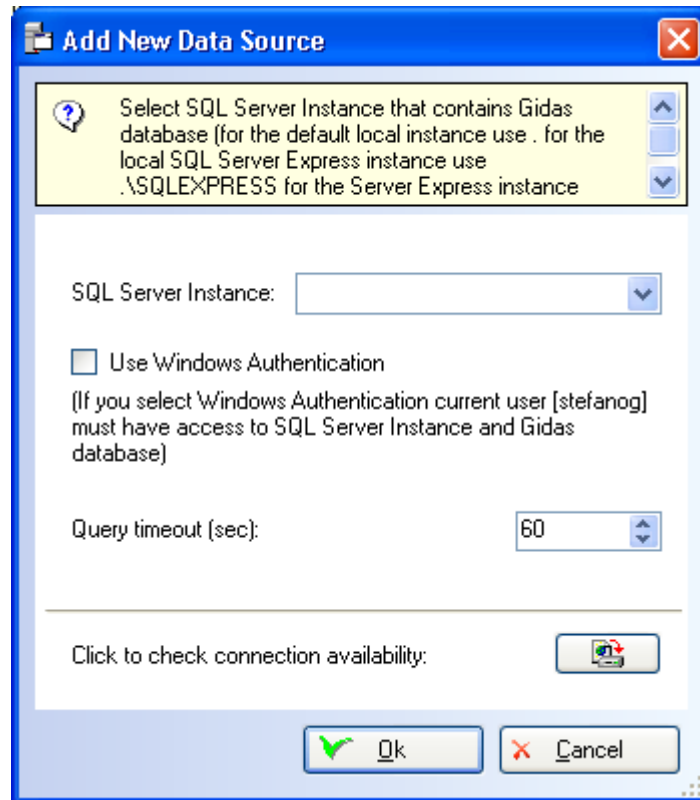 Add New Data Source
Select SQL Server Instance that contains Gidas
database (for the default local instance use . for the
local SQL Server Express instance use
.\SQLEXPRESS for the Server Express instance
SQL Server Instance:
Use Windows Authentication
(If you select Windows Authentication current user [stefanog]
must have access to SQL Server Instance and Gidas
database)
Query timeout (sec): 60
Click to check connection availability:
Ok Cancel